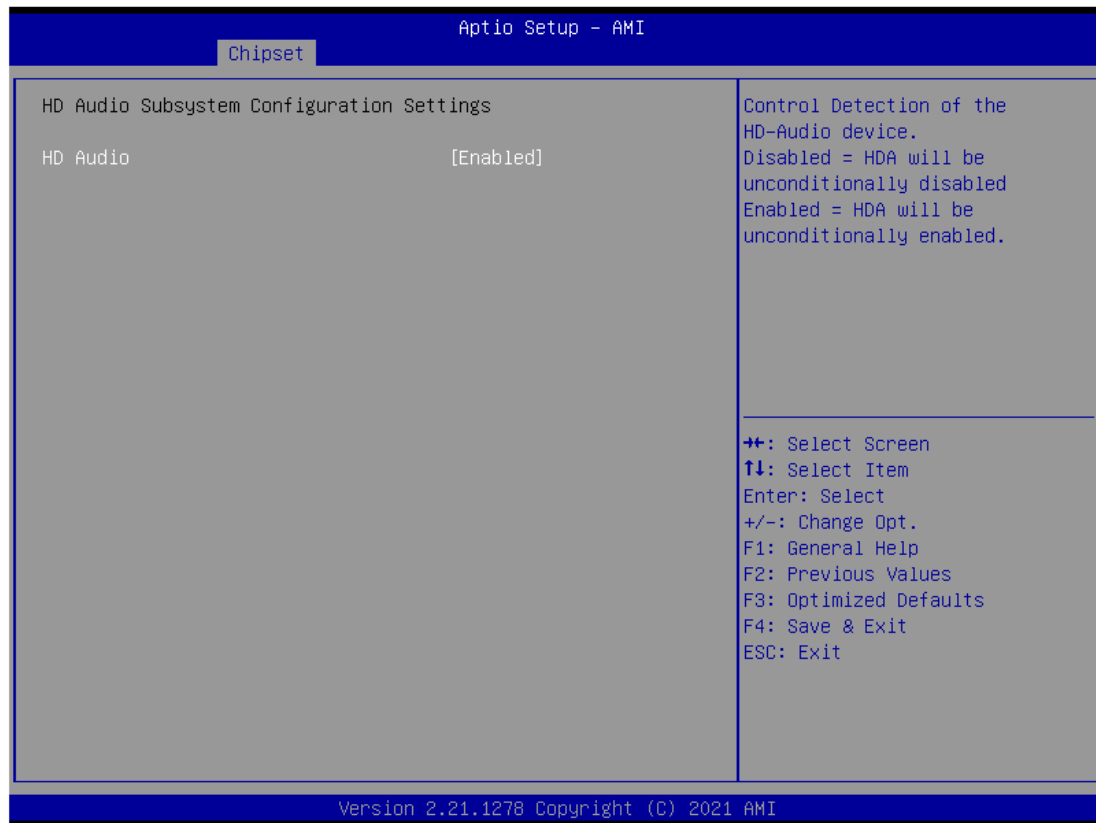 Aptio Setup – AMI
Chipset
HD Audio Subsystem Configuration Settings
HD Audio [Enabled]
Control Detection of the
HD-Audio device.
Disabled = HDA will be
unconditionally disabled
Enabled = HDA will be
unconditionally enabled.
→←: Select Screen
↑↓: Select Item
Enter: Select
+/-: Change Opt.
F1: General Help
F2: Previous Values
F3: Optimized Defaults
F4: Save & Exit
ESC: Exit
Version 2.21.1278 Copyright (C) 2021 AMI